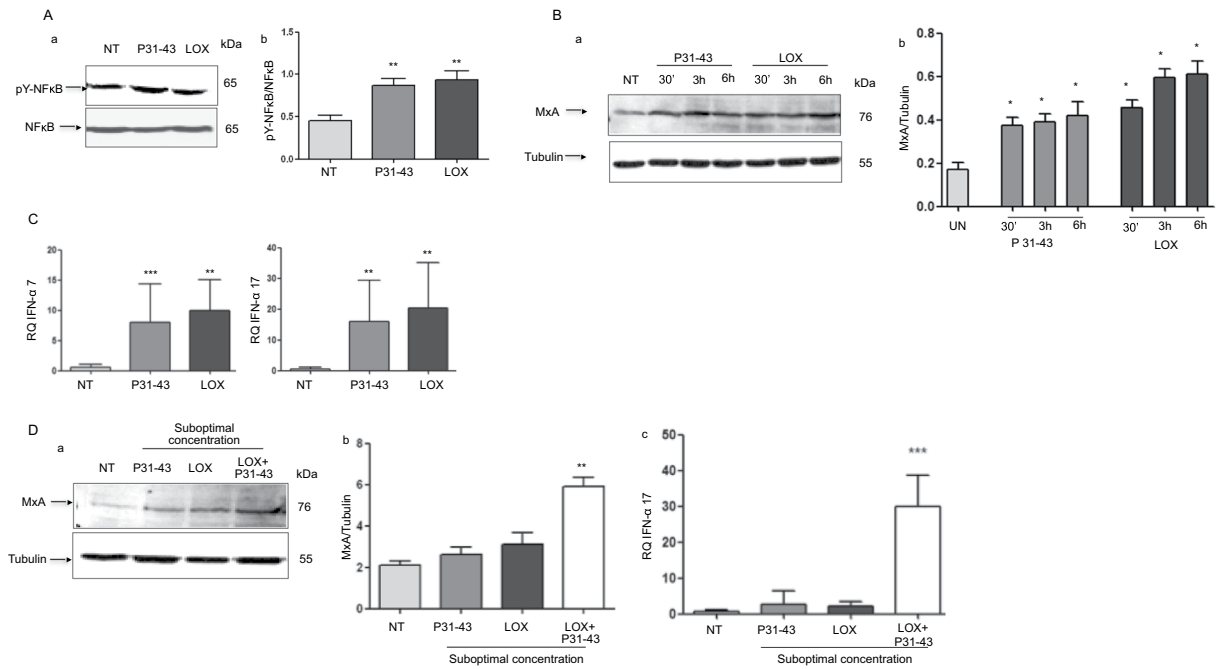 A
a
NT P31-43 LOX kDa
pY-NFκB 65
NFκB 65
b
pY-NFκB/NFκB
1.5
1.0
0.5
0.0
** **
NT P31-43 LOX
B
a
P31-43 LOX
NT 30' 3h 6h 30' 3h 6h kDa
MxA 76
Tubulin 55
b
MxA/Tubulin
0.8
0.6
0.4
0.2
0.0
* * * * * *
UN 30' 3h 6h 30' 3h 6h
P 31-43 LOX
C
RQ IFN-α 7
20
15
10
5
0
*** **
NT P31-43 LOX
RQ IFN-α 17
40
30
20
10
0
** **
NT P31-43 LOX
D
a
Suboptimal
concentration
NT P31-43 LOX LOX+
P31-43 kDa
MxA 76
Tubulin 55
b
MxA/Tubulin
8
6
4
2
0
**
NT P31-43 LOX LOX+
P31-43
Suboptimal concentration
c
RQ IFN-α 17
50
40
30
20
10
0
***
NT P31-43 LOX LOX+
P31-43
Suboptimal concentration